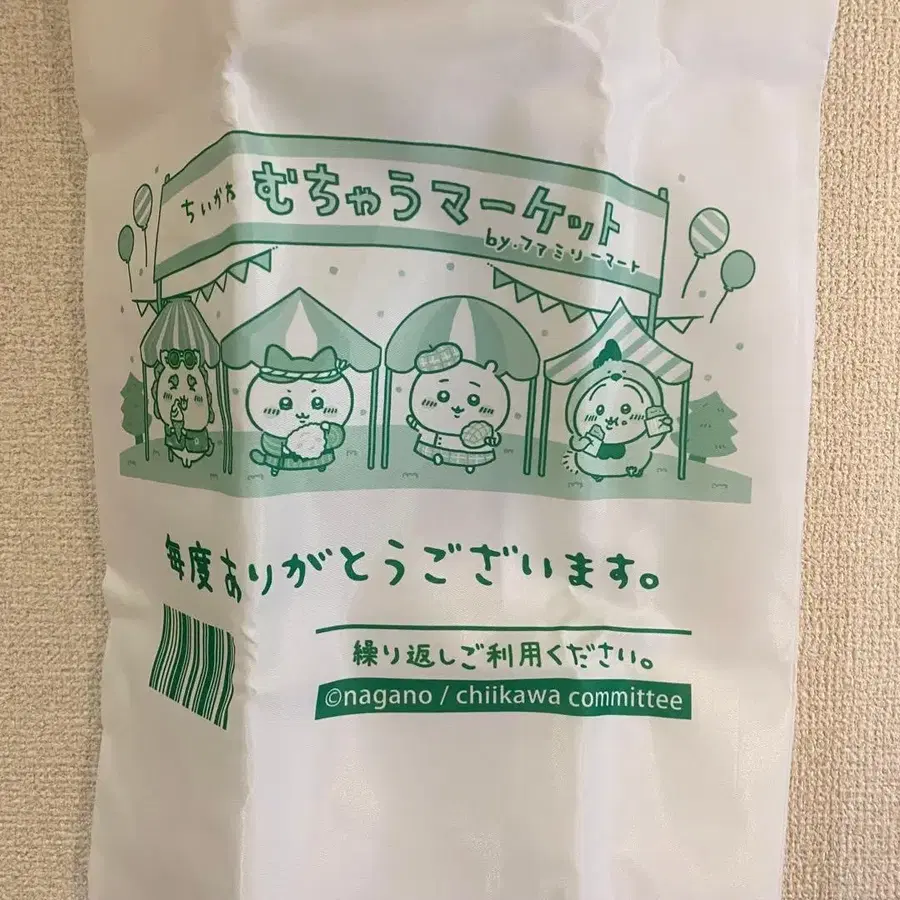 ちいかわ むちゃうマーケット
by.ファミリーマート
毎度ありがとうございます。
繰り返しご利用ください。
©nagano / chiikawa committee